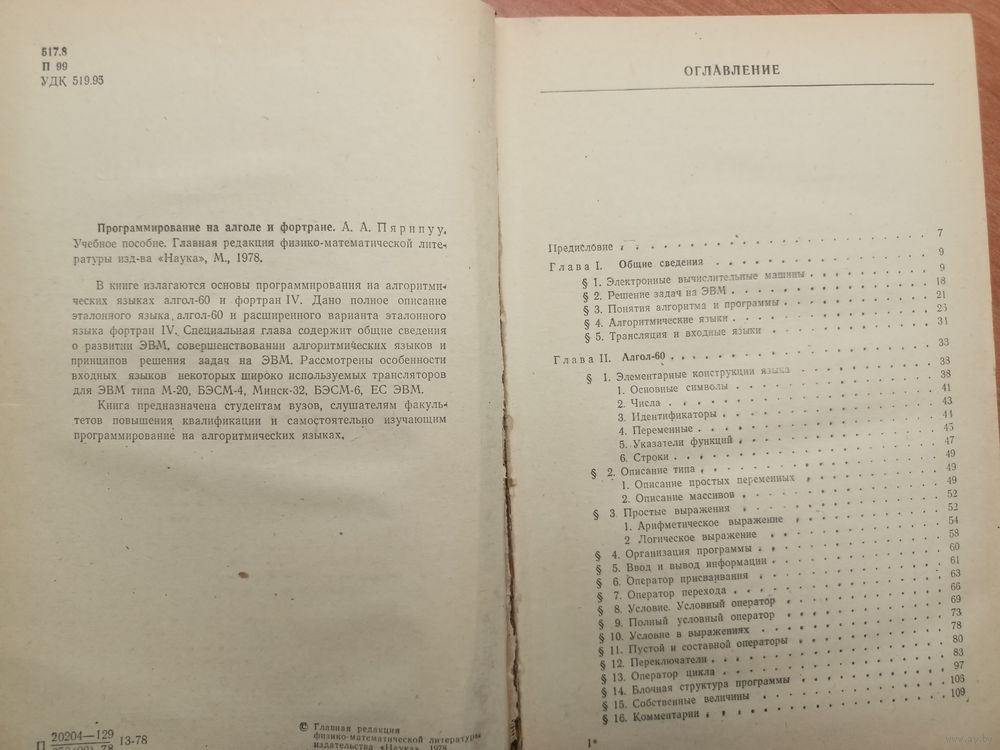 517.8
П 99
УДК 519.95
Программирование на алголе и фортране. А. А. Пярнпуу.
Учебное пособие. Главная редакция физико-математической лите-
ратуры изд-ва «Наука», М., 1978.
В книге излагаются основы программирования на алгоритми-
ческих языках алгол-60 и фортран IV. Дано полное описание
эталонного языка алгол-60 и расширенного варианта эталонного
языка фортран IV. Специальная глава содержит общие сведения
о развитии ЭВМ, совершенствовании алгоритмических языков и
принципов решения задач на ЭВМ. Рассмотрены особенности
входных языков некоторых широко используемых трансляторов
для ЭВМ типа М-20, БЭСМ-4, Минск-32, БЭСМ-6, ЕС ЭВМ.
Книга предназначена студентам вузов, слушателям факуль-
тетов повышения квалификации и самостоятельно изучающим
программирование на алгоритмических языках.
П 20204—129 13-78
© Главная редакция
физико-математической литературы
издательства «Наука», 1978
ОГЛАВЛЕНИЕ
Предисловие 7
Глава I. Общие сведения 9
§ 1. Электронные вычислительные машины 9
§ 2. Решение задач на ЭВМ 18
§ 3. Понятия алгоритма и программы 21
§ 4. Алгоритмические языки 25
§ 5. Трансляция и входные языки 31
Глава II. Алгол-60 33
§ 1. Элементарные конструкции языка 38
1. Основные символы 38
2. Числа 41
3. Идентификаторы 43
4. Переменные 44
5. Указатели функций 45
6. Строки 47
§ 2. Описание типа 49
1. Описание простых переменных 49
2. Описание массивов 49
§ 3. Простые выражения 52
1. Арифметическое выражение 52
2 Логическое выражение 54
§ 4. Организация программы 58
§ 5. Ввод и вывод информации 60
§ 6. Оператор присваивания 61
§ 7. Оператор перехода 63
§ 8. Условие. Условный оператор 66
§ 9. Полный условный оператор 69
§ 10. Условие в выражениях 73
§ 11. Пустой и составной операторы 78
§ 12. Переключатели 80
§ 13. Оператор цикла 83
§ 14. Блочная структура программы 97
§ 15. Собственные величины 106
§ 16. Комментарии 109
1*